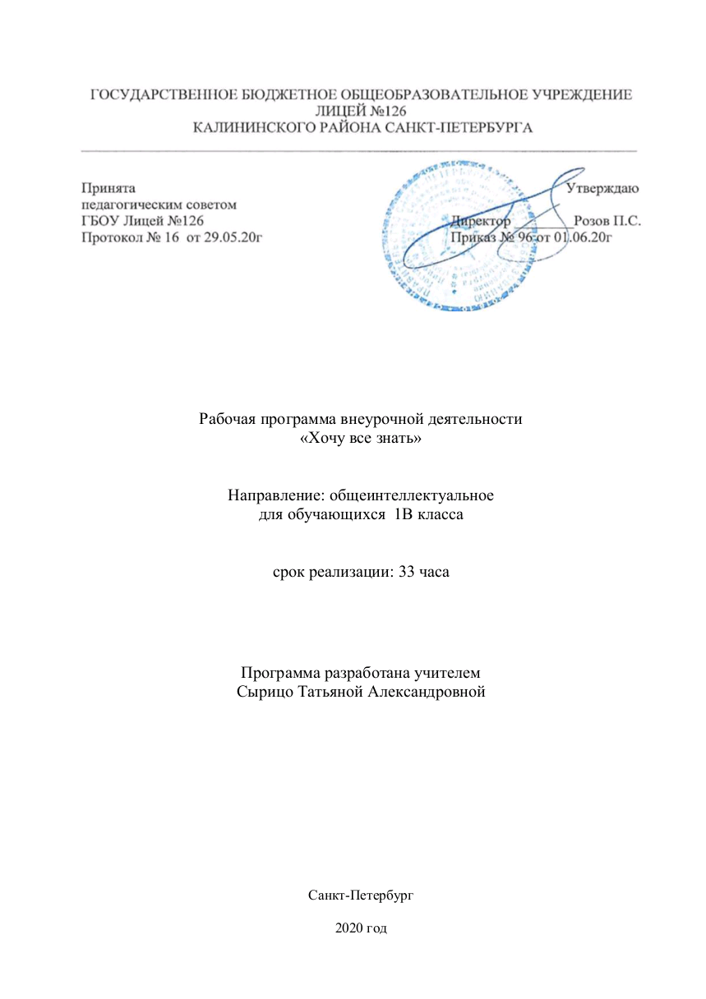 ГОСУДАРСТВЕННОЕ БЮДЖЕТНОЕ ОБЩЕОБРАЗОВАТЕЛЬНОЕ УЧРЕЖДЕНИЕ
ЛИЦЕЙ №126
КАЛИНИНСКОГО РАЙОНА САНКТ-ПЕТЕРБУРГА
Принята
педагогическим советом
ГБОУ Лицей №126
Протокол № 16 от 29.05.20г
Утверждаю
Директор ________ Розов П.С.
Приказ № 96 от 01.06.20г
Рабочая программа внеурочной деятельности
«Хочу все знать»
Направление: общеинтеллектуальное
для обучающихся 1В класса
срок реализации: 33 часа
Программа разработана учителем
Сырицо Татьяной Александровной
Санкт-Петербург
2020 год